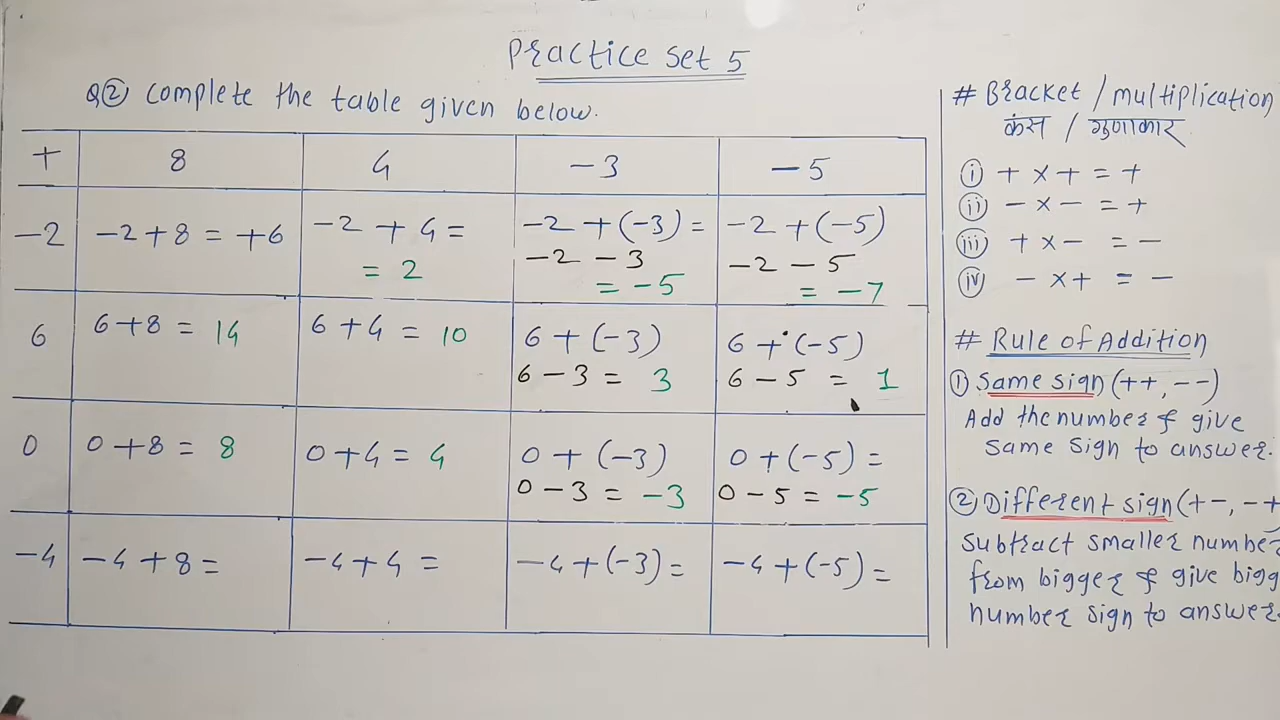 Practice Set 5
Q② Complete the table given below.
+ 8 4 -3 -5
-2 -2+8 = +6 -2 + 4 = -2 +(-3) = -2 +(-5)
= 2 -2 - 3 -2 - 5
= -5 = -7
6 6+8 = 14 6+4 = 10 6 + (-3) 6 + (-5)
6 - 3 = 3 6 - 5 = 1
0 0+8 = 8 0+4 = 4 0 + (-3) 0 + (-5) =
0 - 3 = -3 0 - 5 = -5
-4 -4+8 = -4+4 = -4+(-3) = -4+(-5) =
# Bracket / multiplication
कंस / गुणाकार
(i) + × + = +
(ii) - × - = +
(iii) + × - = -
(iv) - × + = -
# Rule of Addition
① Same sign (++, --)
Add the number & give
same sign to answer.
② Different sign (+-, -+
subtract smaller number
from bigger & give bigg
number sign to answer.